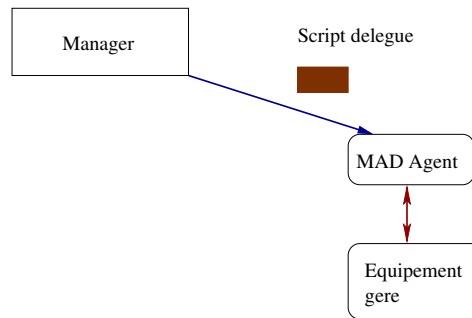 Manager
Script delegue
MAD Agent
Equipement
gere